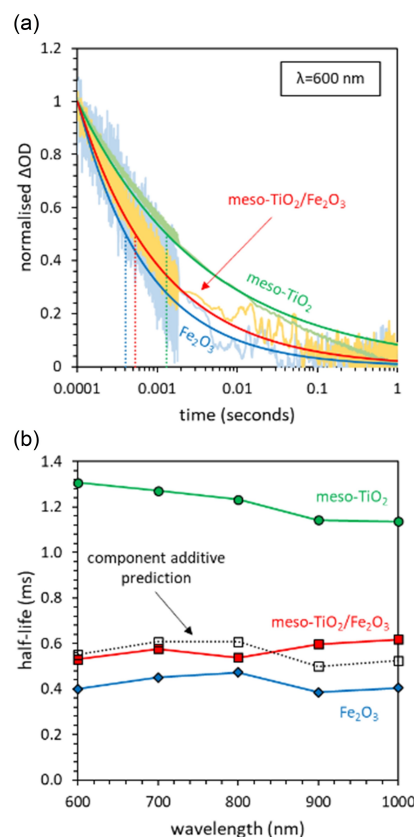 (a)
λ=600 nm
normalised ΔOD
1.2
1
0.8
0.6
0.4
0.2
0
meso-TiO₂/Fe₂O₃
meso-TiO₂
Fe₂O₃
0.0001 0.001 0.01 0.1 1
time (seconds)
(b)
half-life (ms)
1.4
1.2
1.0
0.8
0.6
0.4
0.2
0.0
meso-TiO₂
component additive
prediction
meso-TiO₂/Fe₂O₃
Fe₂O₃
600 700 800 900 1000
wavelength (nm)